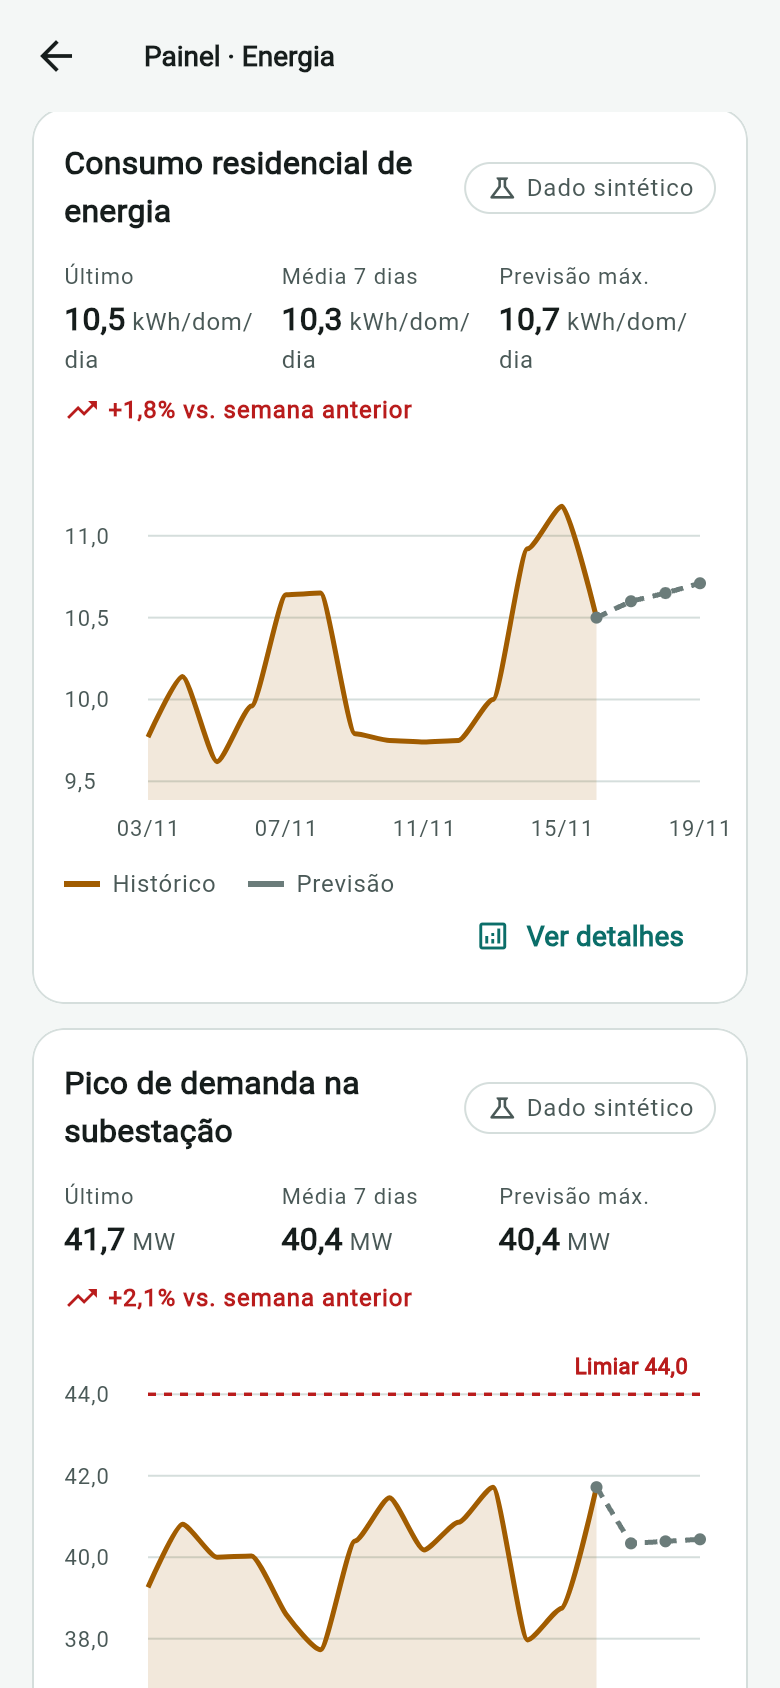 Painel · Energia
Consumo residencial de
energia
Dado sintético
Último
Média 7 dias
Previsão máx.
10,5 kWh/dom/
dia
10,3 kWh/dom/
dia
10,7 kWh/dom/
dia
+1,8% vs. semana anterior
11,0
10,5
10,0
9,5
03/11
07/11
11/11
15/11
19/11
Histórico
Previsão
Ver detalhes
Pico de demanda na
subestação
Dado sintético
Último
Média 7 dias
Previsão máx.
41,7 MW
40,4 MW
40,4 MW
+2,1% vs. semana anterior
Limiar 44,0
44,0
42,0
40,0
38,0